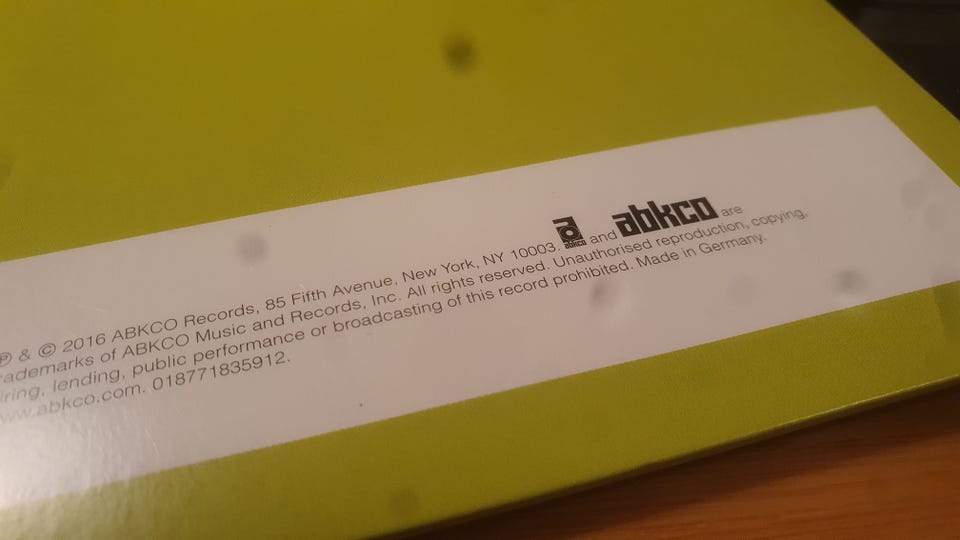 ℗ & © 2016 ABKCO Records, 85 Fifth Avenue, New York, NY 10003. abkco and abkco are
rademarks of ABKCO Music and Records, Inc. All rights reserved. Unauthorised reproduction, copying,
iring, lending, public performance or broadcasting of this record prohibited. Made in Germany.
www.abkco.com. 018771835912.